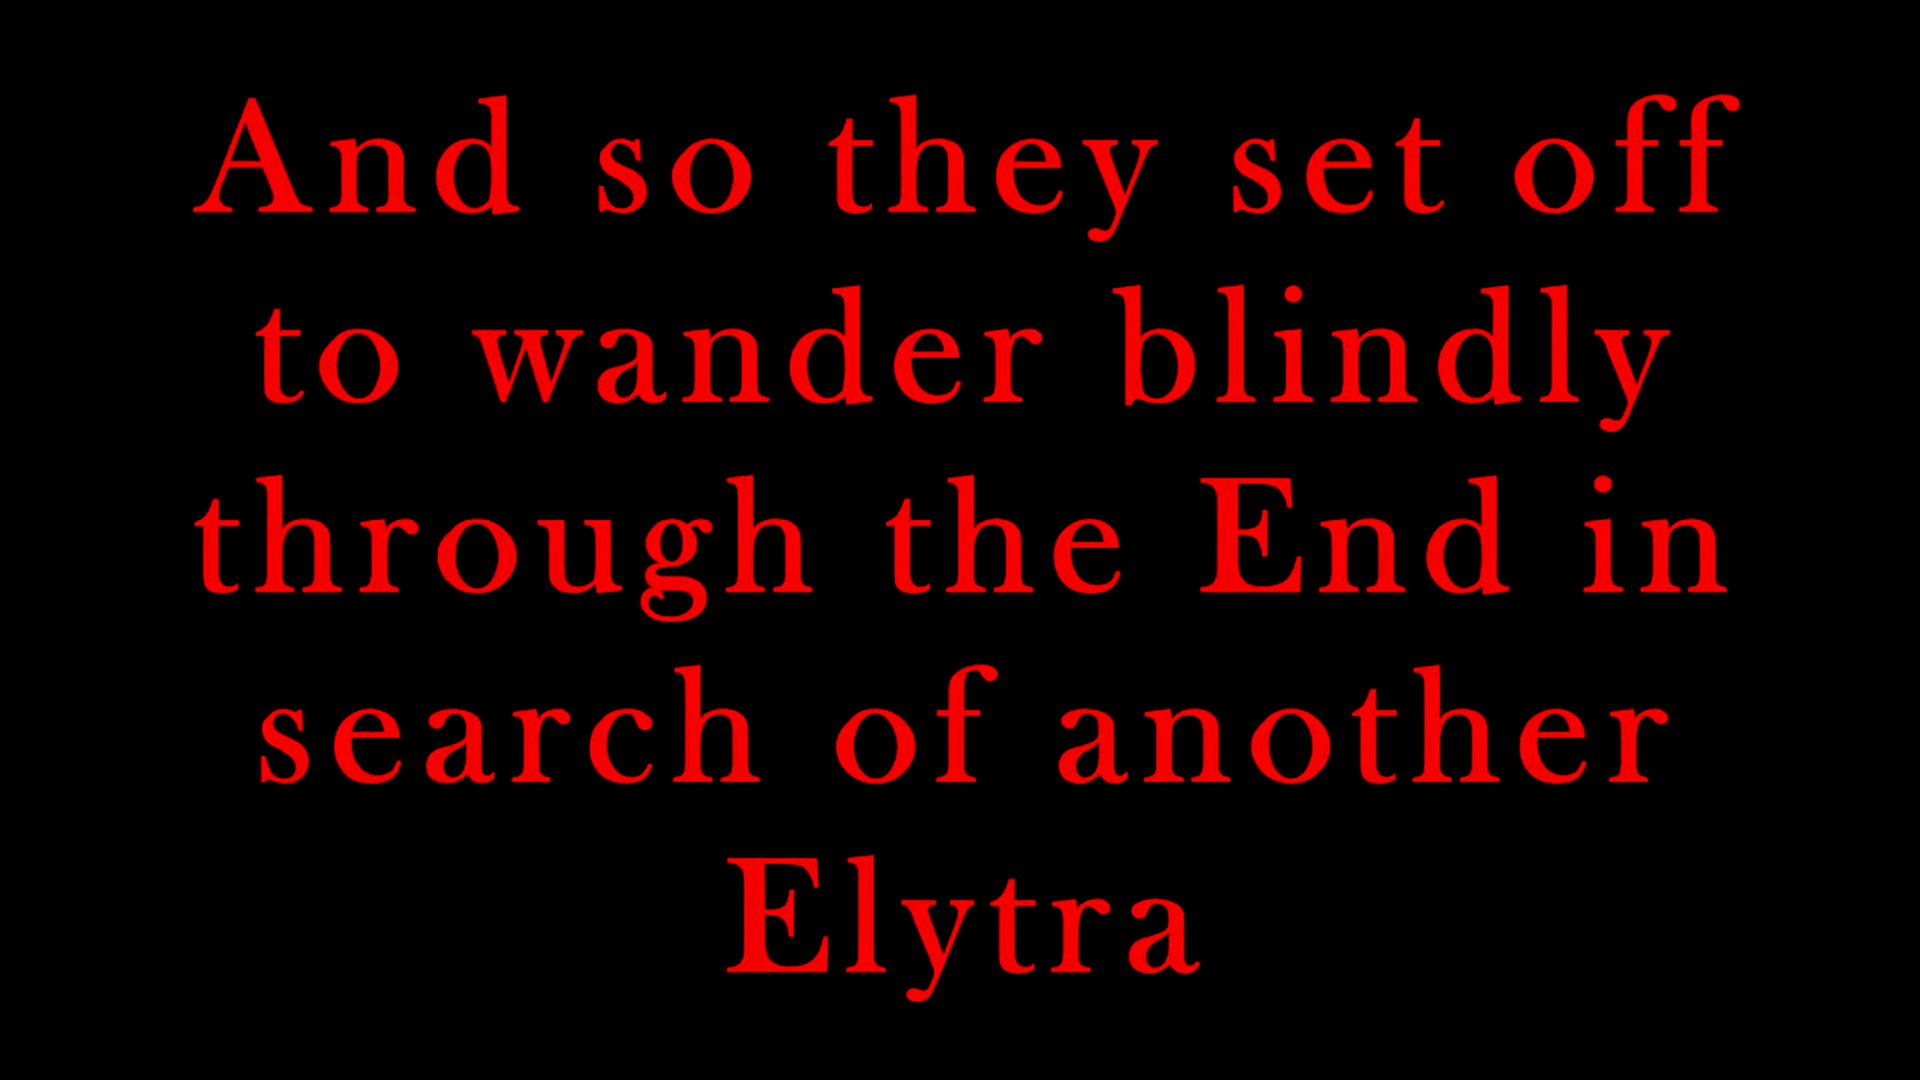 And so they set off
to wander blindly
through the End in
search of another
Elytra